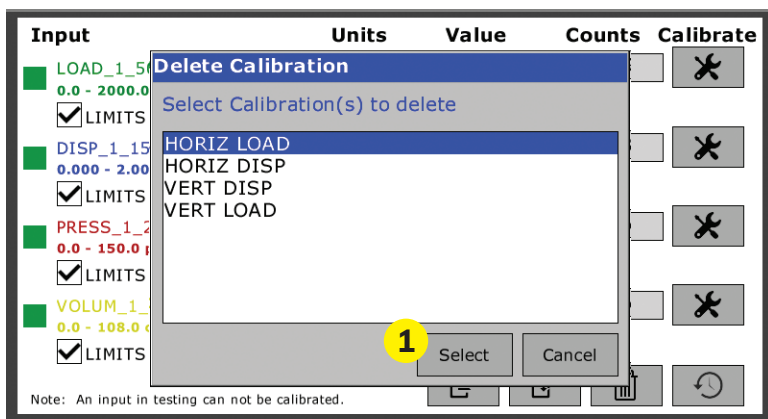 Input Units Value Counts Calibrate
Delete Calibration
LOAD_1_5
0.0 - 2000.0
LIMITS
Select Calibration(s) to delete
HORIZ LOAD
HORIZ DISP
VERT DISP
VERT LOAD
DISP_1_15
0.000 - 2.00
LIMITS
PRESS_1_2
0.0 - 150.0
LIMITS
VOLUM_1_
0.0 - 108.0
LIMITS
1
Select Cancel
Note: An input in testing can not be calibrated.